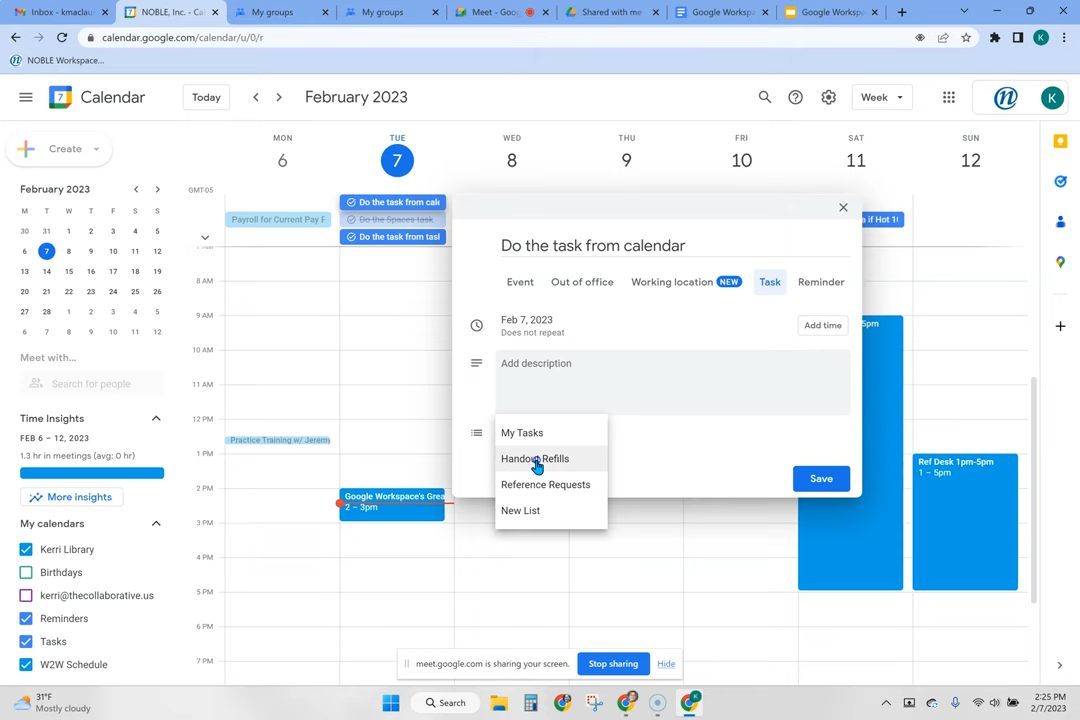 Inbox - kmaclau
NOBLE, Inc. - Ca
My groups
My groups
Meet - Goo
Shared with me
Google Worksp
Google Worksp
calendar.google.com/calendar/u/0/r
K
NOBLE Workspace...
7
Calendar
Today
February 2023
Week
n
K
Create
MON
TUE
WED
THU
FRI
SAT
SUN
6
7
8
9
10
11
12
February 2023
GMT-05
M T W T F S S
30 31 1 2 3 4 5
6 7 8 9 10 11 12
13 14 15 16 17 18 19
20 21 22 23 24 25 26
27 28 1 2 3 4 5
6 7 8 9 10 11 12
Do the task from cale
Payroll for Current Pay P
Do the Spaces task
a if Hot 1
Do the task from tasl
8 AM
9 AM
10 AM
11 AM
12 PM
1 PM
2 PM
3 PM
4 PM
5 PM
6 PM
7 PM
Meet with...
Search for people
Time Insights
FEB 6 – 12, 2023
1.3 hr in meetings (avg: 0 hr)
More insights
My calendars
Kerri Library
Birthdays
kerri@thecollaborative.us
Reminders
Tasks
W2W Schedule
Practice Training w/ Jeremy
Google Workspace's Grea
2 – 3pm
5pm
Ref Desk 1pm-5pm
1 – 5pm
Do the task from calendar
Event
Out of office
Working location NEW
Task
Reminder
Feb 7, 2023
Does not repeat
Add time
Add description
My Tasks
Handout Refills
Reference Requests
New List
Save
meet.google.com is sharing your screen.
Stop sharing
Hide
31°F
Mostly cloudy
Search
2:25 PM
2/7/2023